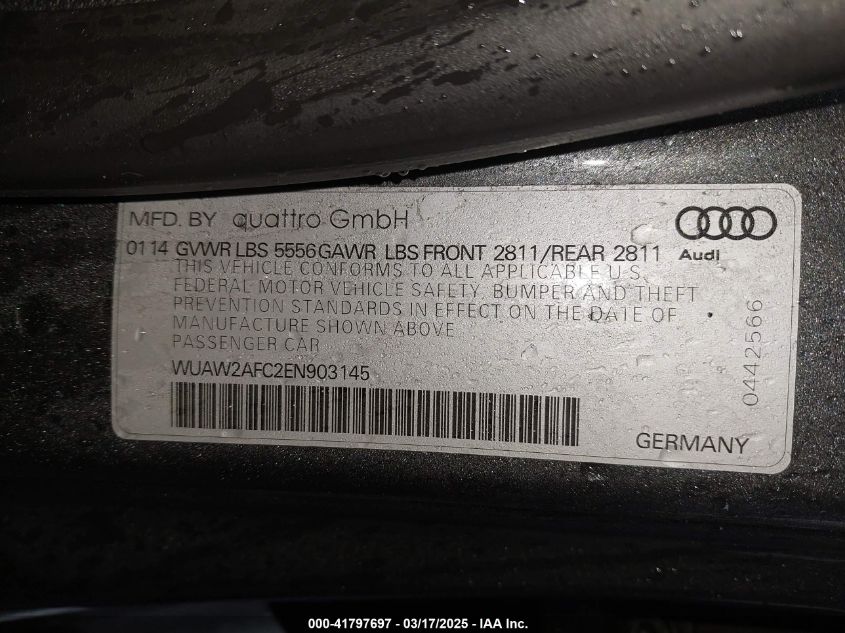 MFD. BY quattro GmbH
0114 GVWR LBS 5556 GAWR LBS FRONT 2811/REAR 2811
Audi
THIS VEHICLE CONFORMS TO ALL APPLICABLE U.S.
FEDERAL MOTOR VEHICLE SAFETY, BUMPER AND THEFT
PREVENTION STANDARDS IN EFFECT ON THE DATE OF
MANUFACTURE SHOWN ABOVE
PASSENGER CAR
WUAW2AFC2EN903145
0442566
GERMANY
000-41797697 - 03/17/2025 - IAA Inc.